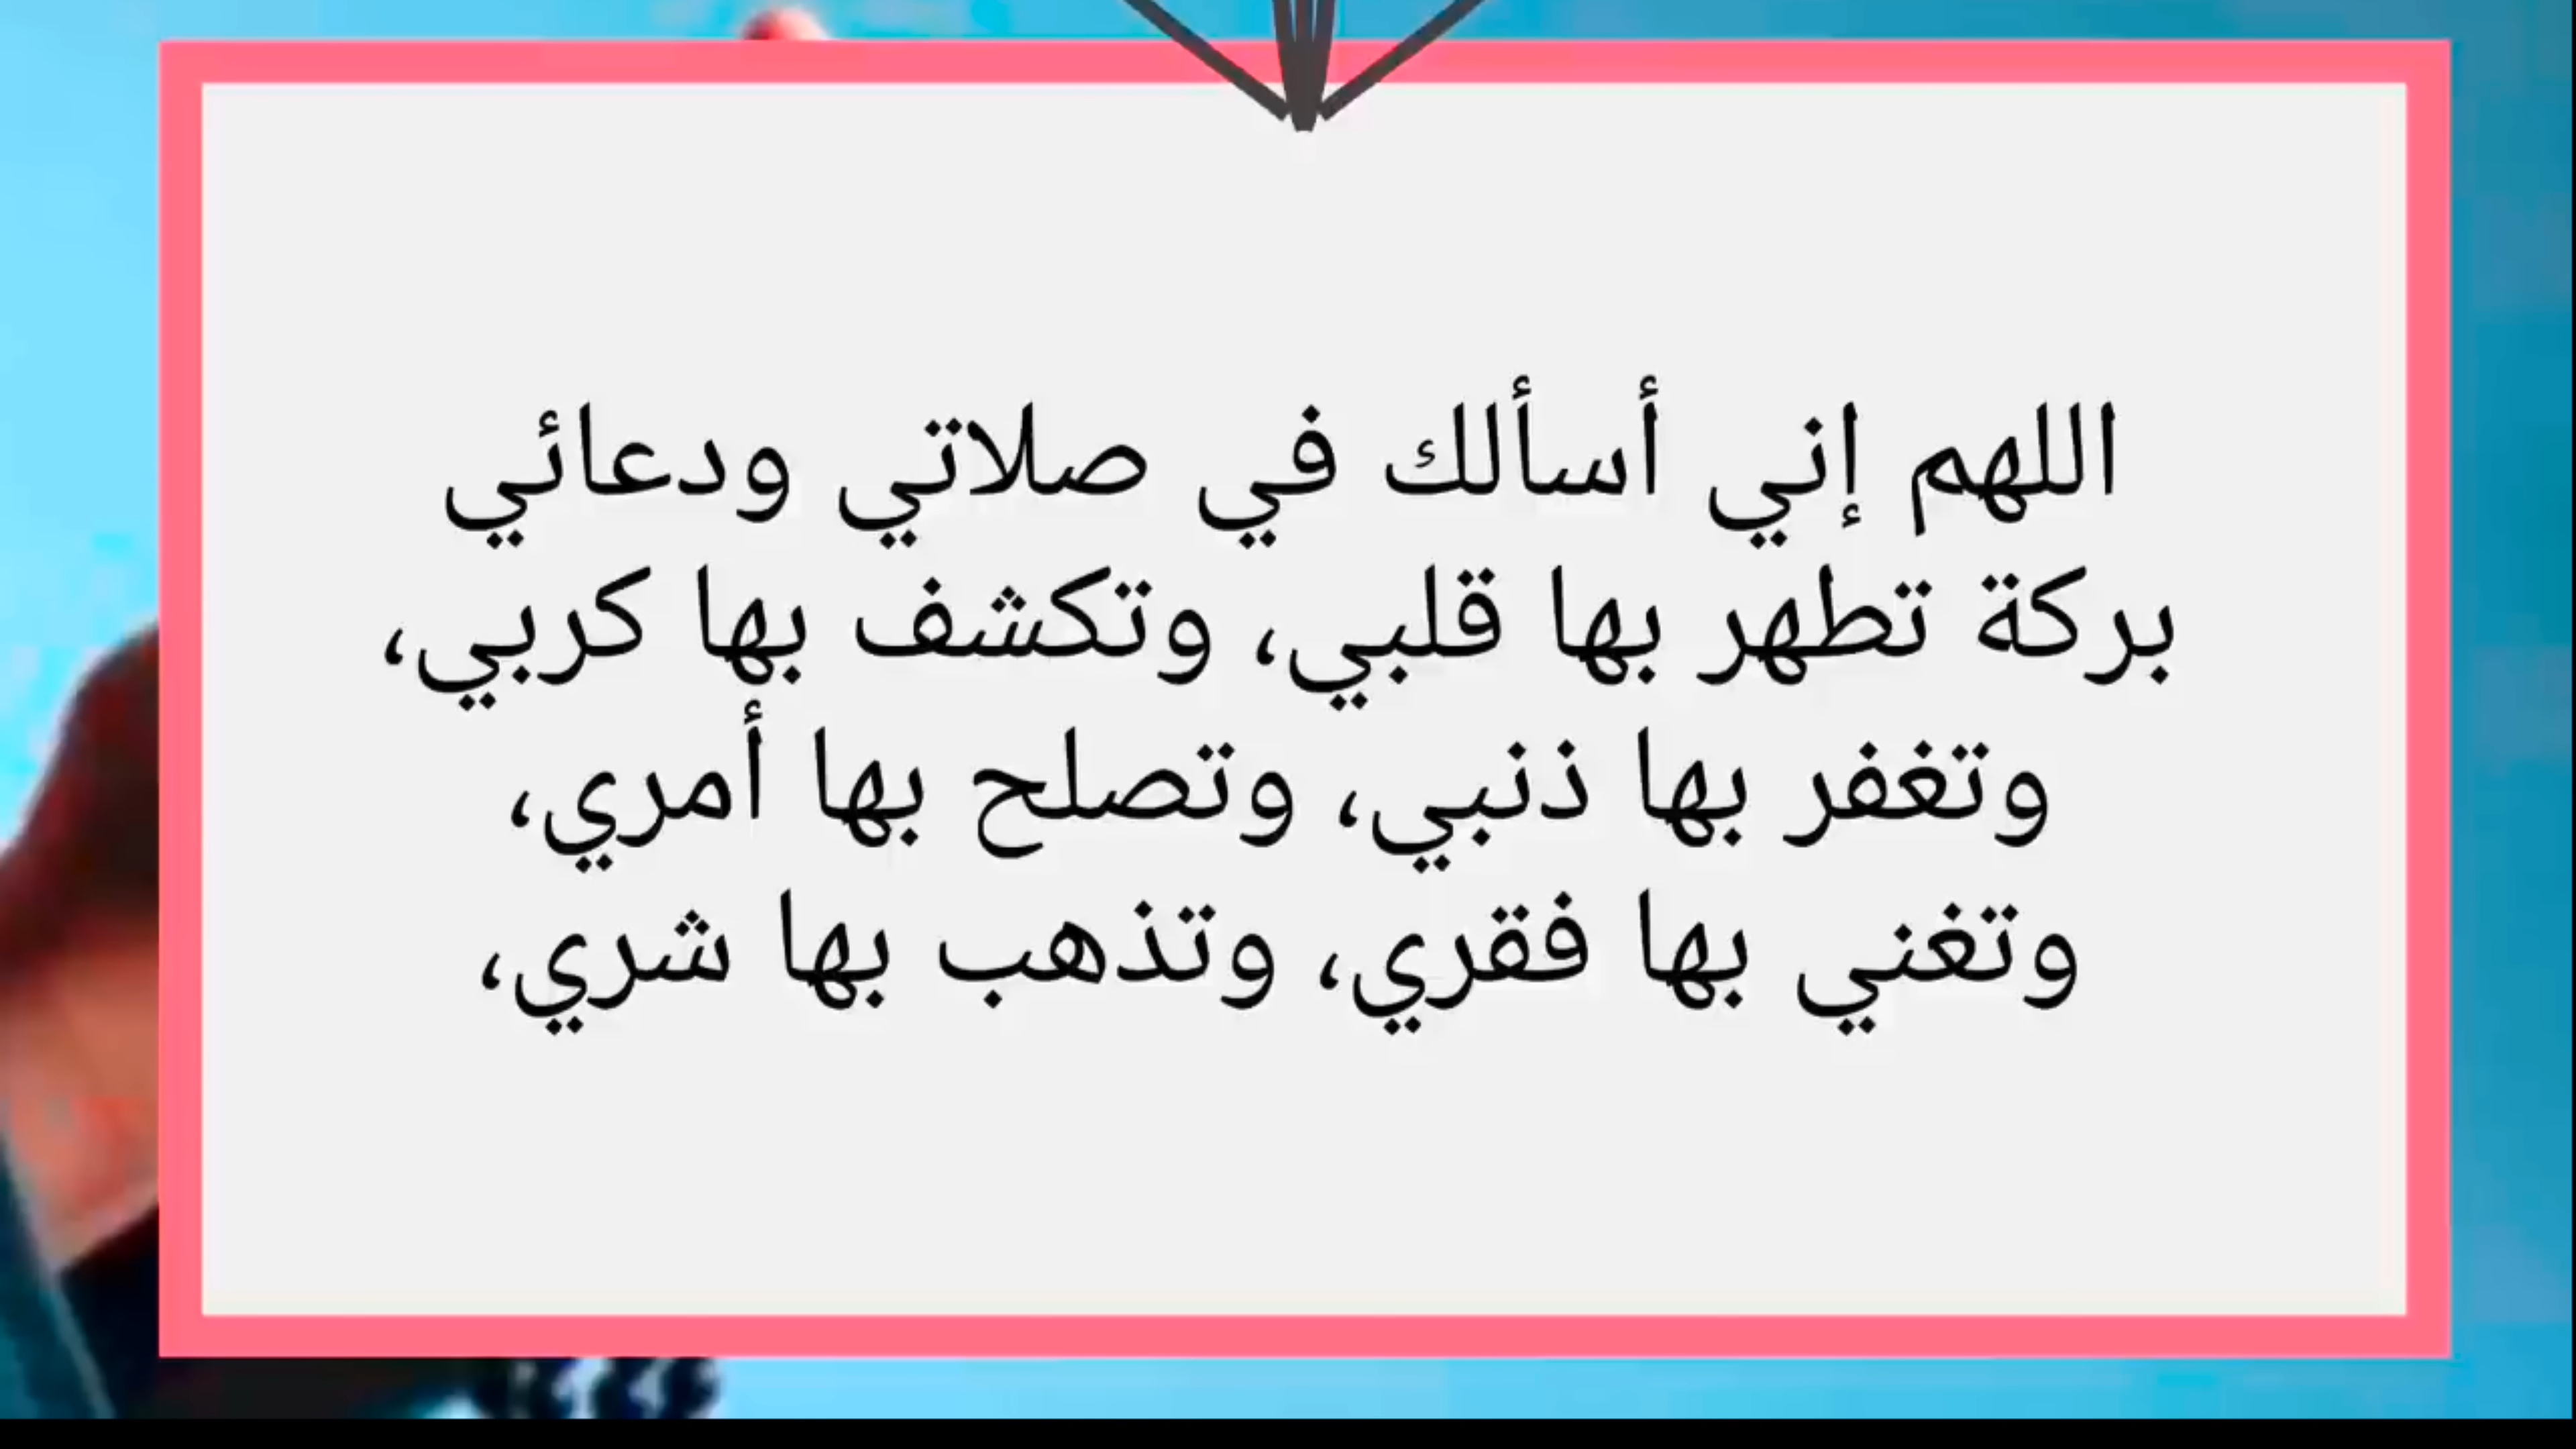 اللهم إني أسألك في صلاتي ودعائي
بركة تطهر بها قلبي، وتكشف بها كربي،
وتغفر بها ذنبي، وتصلح بها أمري،
وتغني بها فقري، وتذهب بها شري،